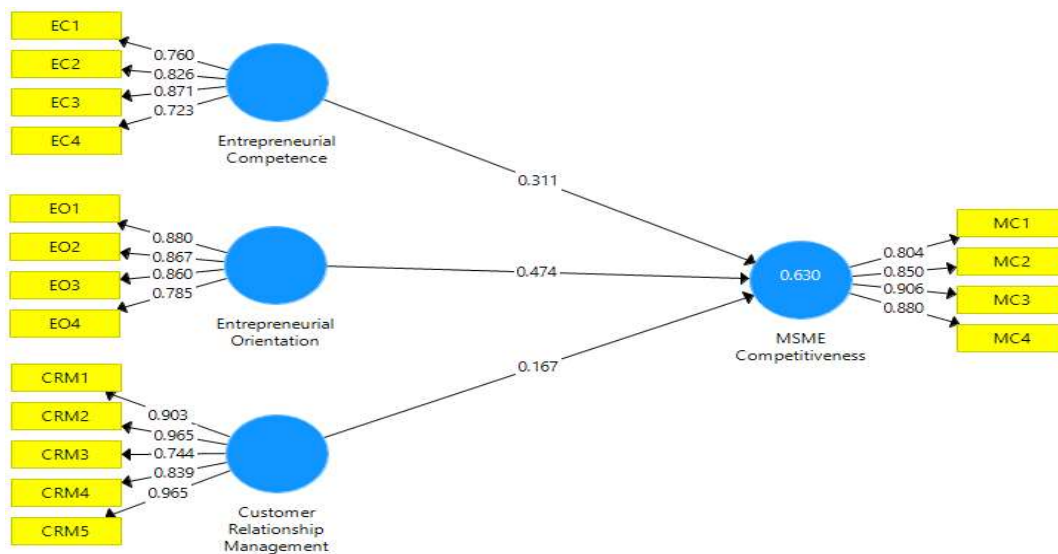 EC1
0.760
EC2
0.826
EC3
0.871
EC4
0.723
Entrepreneurial
Competence
0.311
EO1
0.880
EO2
0.867
EO3
0.860
EO4
0.785
Entrepreneurial
Orientation
0.474
CRM1
0.903
CRM2
0.965
CRM3
0.744
CRM4
0.839
CRM5
0.965
Customer
Relationship
Management
0.167
0.630
MSME
Competitiveness
MC1
0.804
MC2
0.850
MC3
0.906
MC4
0.880